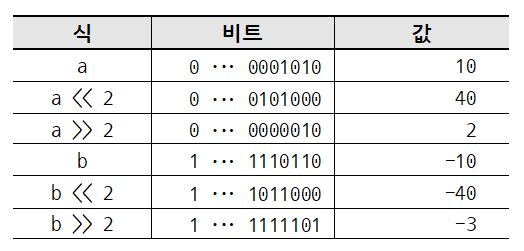 식 비트 값
a 0 ··· 0001010 10
a << 2 0 ··· 0101000 40
a >> 2 0 ··· 0000010 2
b 1 ··· 1110110 -10
b << 2 1 ··· 1011000 -40
b >> 2 1 ··· 1111101 -3